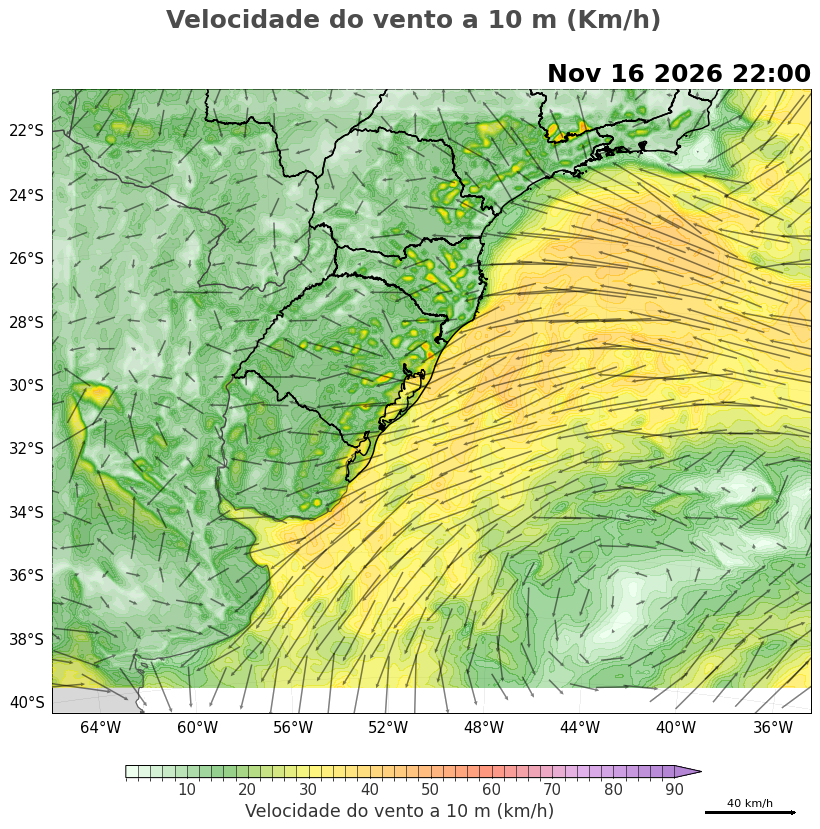 Velocidade do vento a 10 m (Km/h)
Nov 16 2026 22:00
22°S
24°S
26°S
28°S
30°S
32°S
34°S
36°S
38°S
40°S
64°W 60°W 56°W 52°W 48°W 44°W 40°W 36°W
10 20 30 40 50 60 70 80 90
Velocidade do vento a 10 m (km/h)
40 km/h